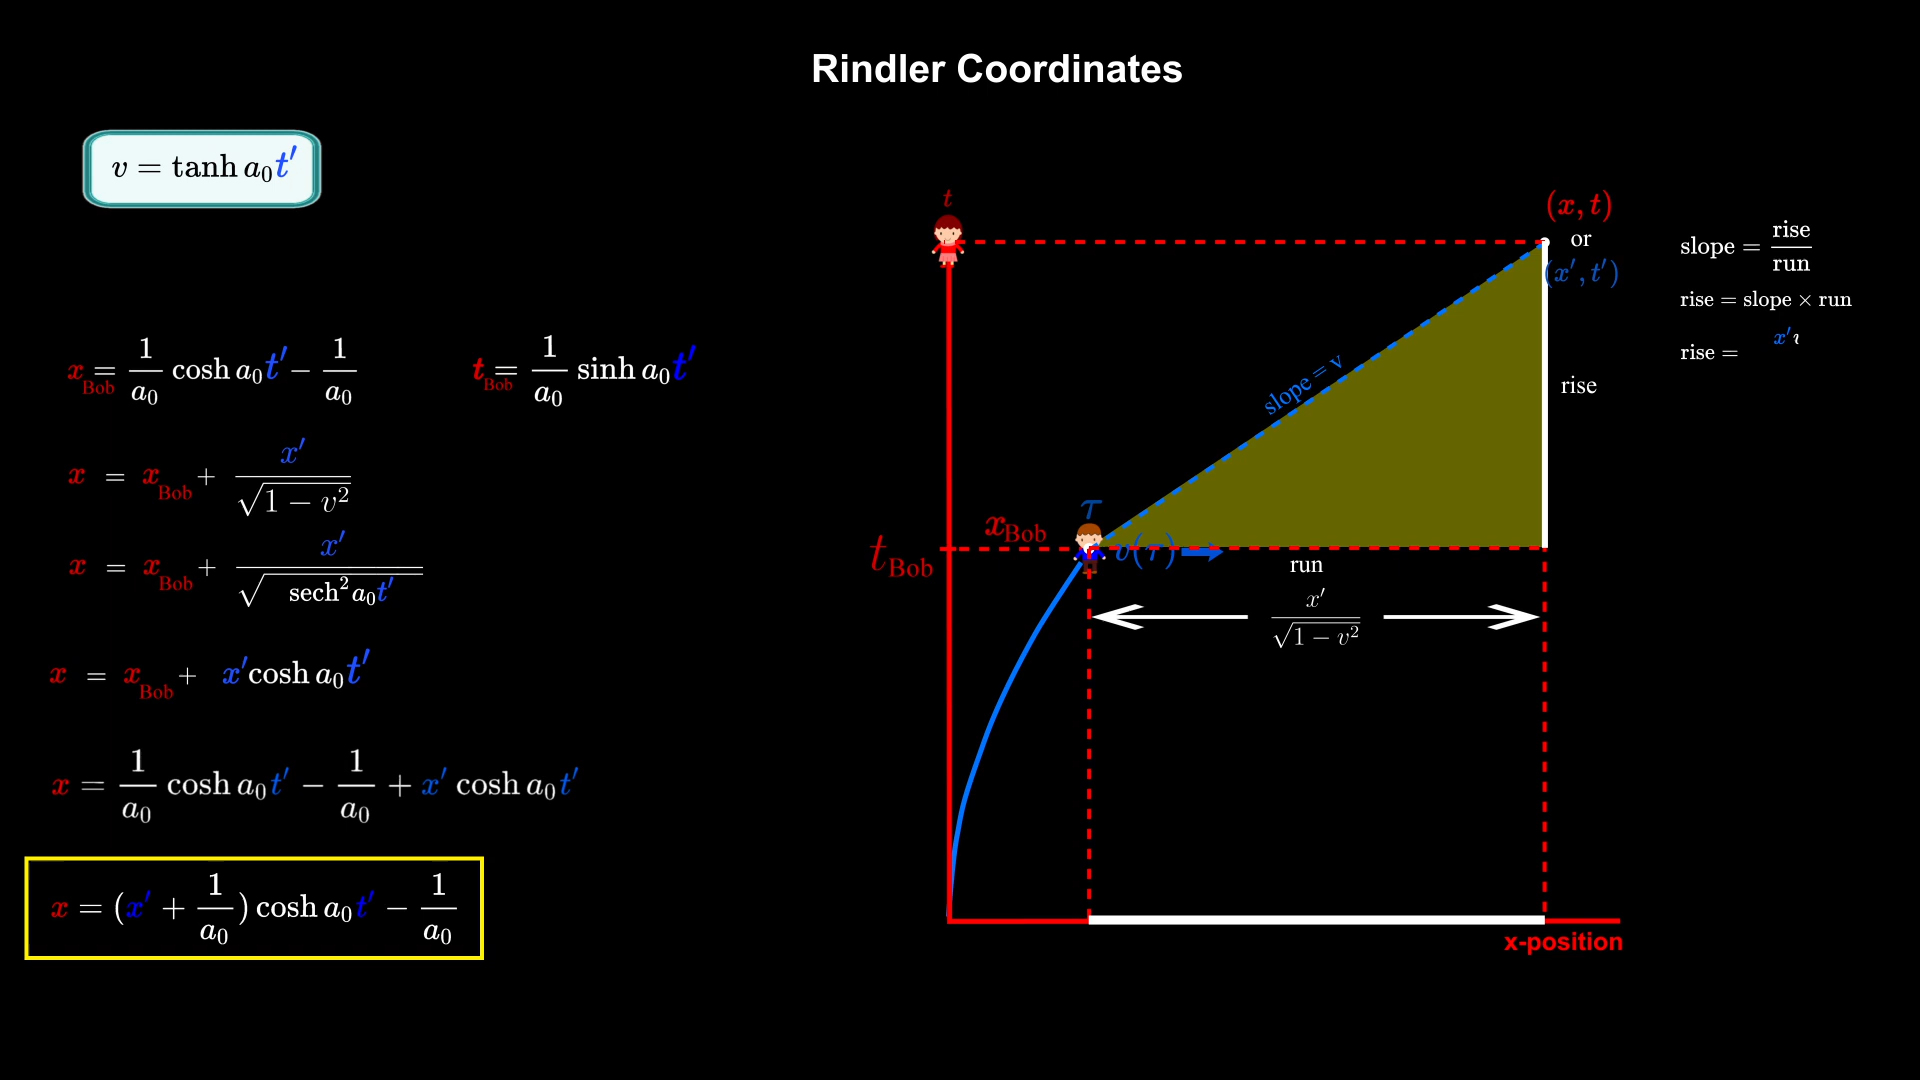 Rindler Coordinates
v = tanh a₀t′
x_Bob = 1/a₀ cosh a₀t′ − 1/a₀
t_Bob = 1/a₀ sinh a₀t′
x = x_Bob + x′/√(1 − v²)
x = x_Bob + x′/√(sech² a₀t′)
x = x_Bob + x′ cosh a₀t′
x = 1/a₀ cosh a₀t′ − 1/a₀ + x′ cosh a₀t′
x = (x′ + 1/a₀) cosh a₀t′ − 1/a₀
t
(x, t)
or
(x′, t′)
slope = v
rise
τ
x_Bob
t_Bob
v(τ)
run
x′/√(1 − v²)
x-position
slope = rise/run
rise = slope × run
rise = x′